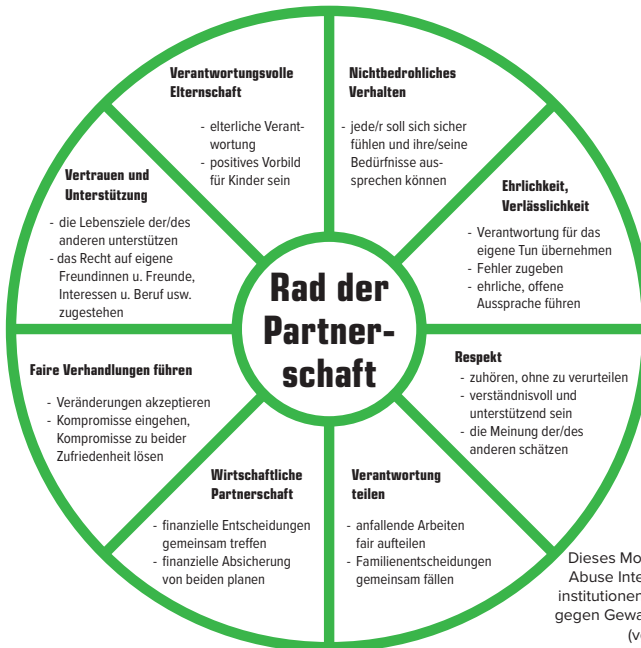 Verantwortungsvolle
Elternschaft
- elterliche Verant-
wortung
- positives Vorbild
für Kinder sein
Nichtbedrohliches
Verhalten
- jede/r soll sich sicher
fühlen und ihre/seine
Bedürfnisse aus-
sprechen können
Vertrauen und
Unterstützung
- die Lebensziele der/des
anderen unterstützen
- das Recht auf eigene
Freundinnen u. Freunde,
Interessen u. Beruf usw.
zugestehen
Ehrlichkeit,
Verlässlichkeit
- Verantwortung für das
eigene Tun übernehmen
- Fehler zugeben
- ehrliche, offene
Aussprache führen
Rad der
Partner-
schaft
Faire Verhandlungen führen
- Veränderungen akzeptieren
- Kompromisse eingehen,
Kompromisse zu beider
Zufriedenheit lösen
Respekt
- zuhören, ohne zu verurteilen
- verständnisvoll und
unterstützend sein
- die Meinung der/des
anderen schätzen
Wirtschaftliche
Partnerschaft
- finanzielle Entscheidungen
gemeinsam treffen
- finanzielle Absicherung
von beiden planen
Verantwortung
teilen
- anfallende Arbeiten
fair aufteilen
- Familienentscheidungen
gemeinsam fällen
Dieses
Abuse
institutionen
gegen